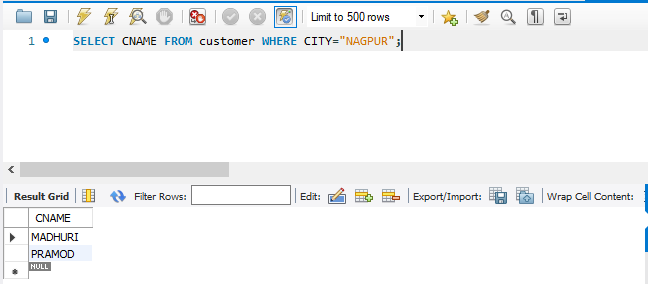 Limit to 500 rows
1 SELECT CNAME FROM customer WHERE CITY="NAGPUR";
Result Grid Filter Rows: Edit: Export/Import: Wrap Cell Content:
CNAME
MADHURI
PRAMOD
NULL